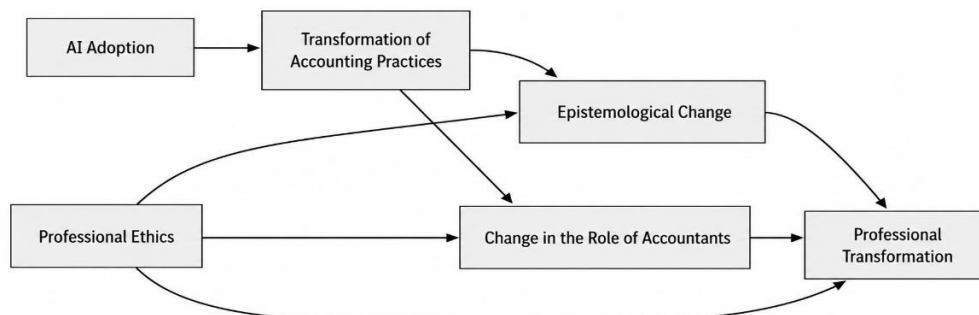 AI Adoption
Transformation of
Accounting Practices
Epistemological Change
Professional Ethics
Change in the Role of Accountants
Professional
Transformation